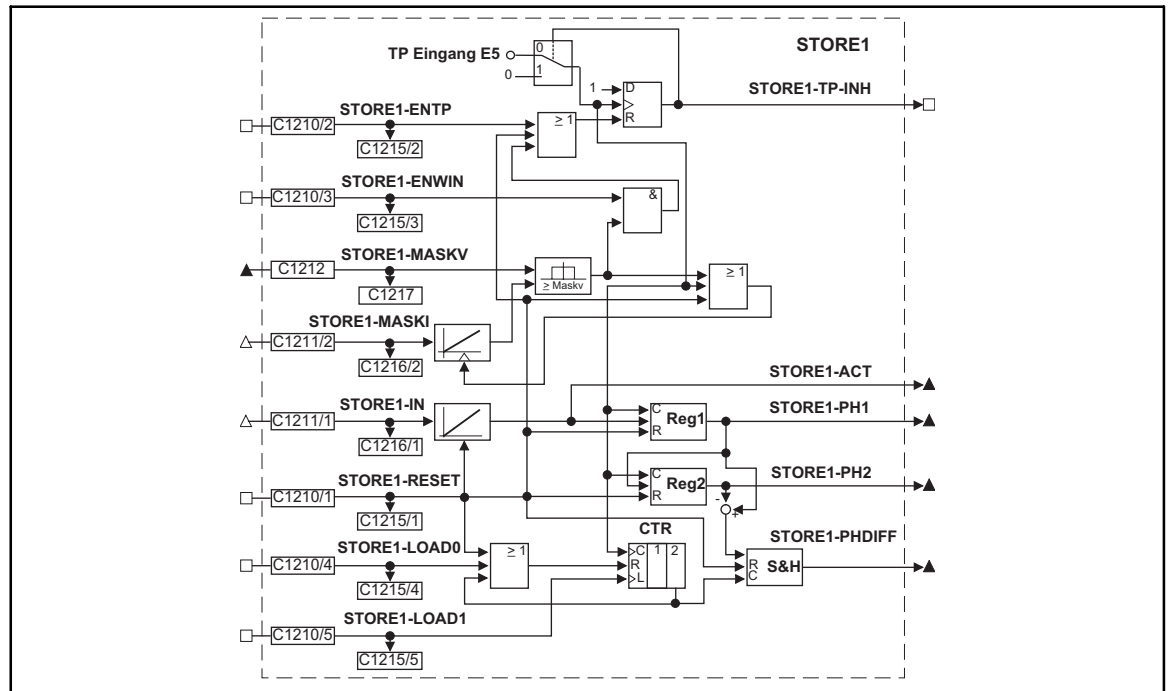 STORE1
TP Eingang E5
0
0
1
1
D
R
STORE1-TP-INH
STORE1-ENTP
C1210/2
C1215/2
≥ 1
STORE1-ENWIN
C1210/3
C1215/3
&
STORE1-MASKV
C1212
C1217
≥ Maskv
≥ 1
STORE1-MASKI
C1211/2
C1216/2
STORE1-ACT
STORE1-IN
C1211/1
C1216/1
C
R
Reg1
STORE1-PH1
STORE1-RESET
C1210/1
C1215/1
C
R
Reg2
STORE1-PH2
-
+
STORE1-LOAD0
C1210/4
C1215/4
≥ 1
CTR
>C 1 2
R
>L
STORE1-PHDIFF
R
C
S&H
STORE1-LOAD1
C1210/5
C1215/5